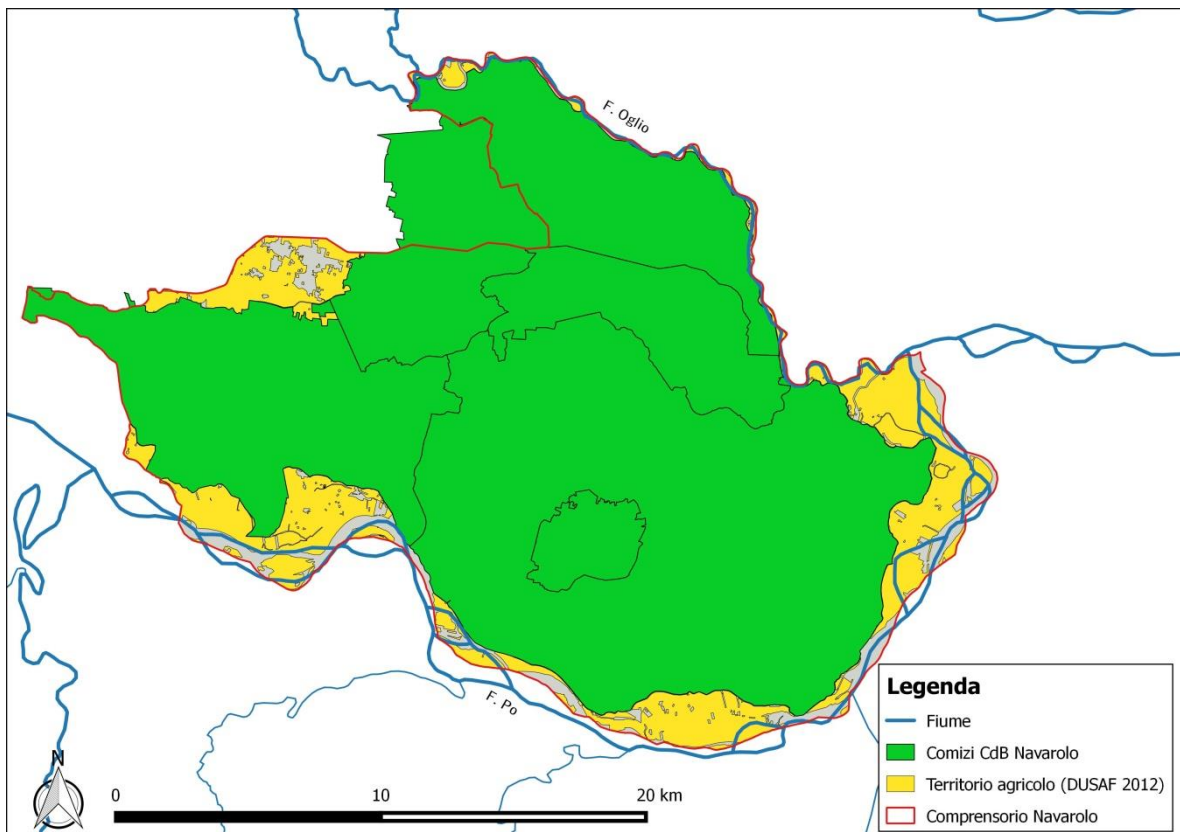 F. Oglio
F. Po
N
0 10 20 km
Legenda
Fiume
Comizi CdB Navarolo
Territorio agricolo (DUSAF 2012)
Comprensorio Navarolo